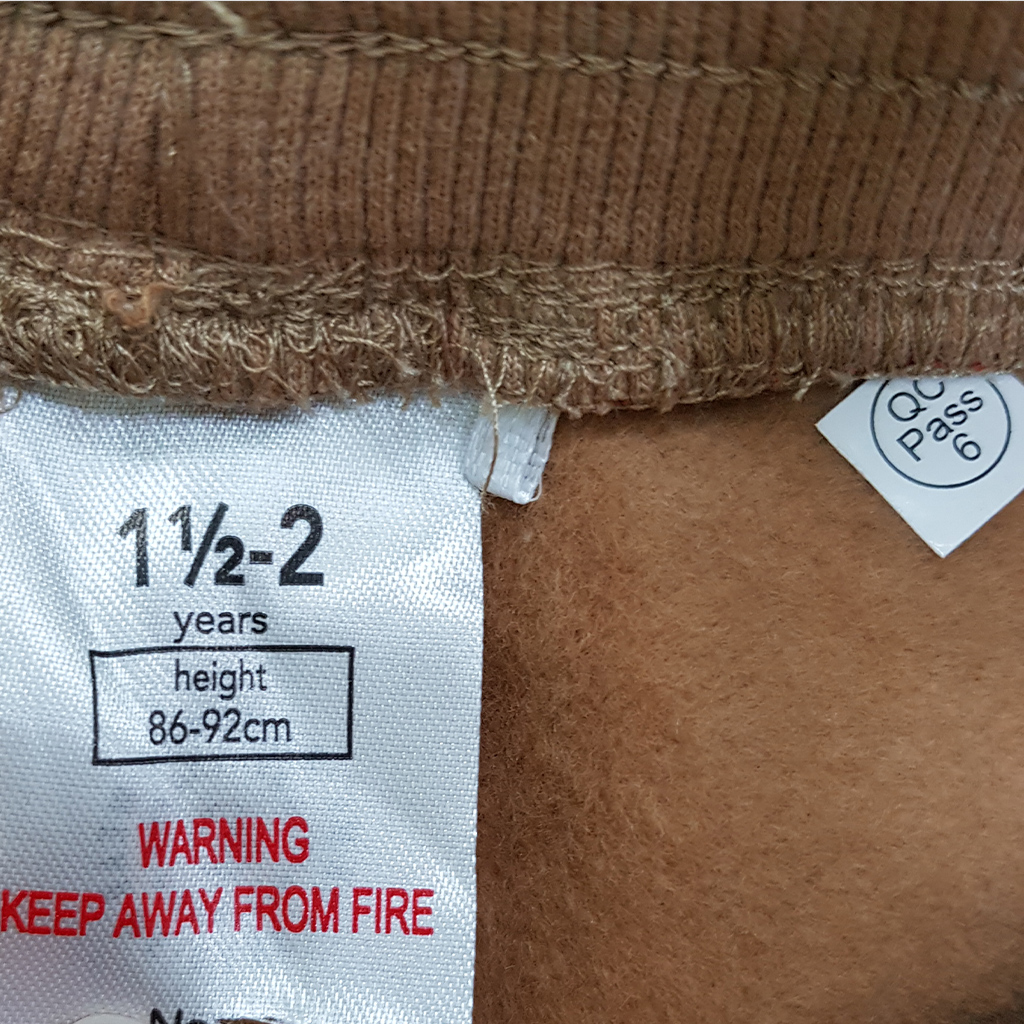 1½-2
years
height
86-92cm
WARNING
KEEP AWAY FROM FIRE
QC
Pass
6